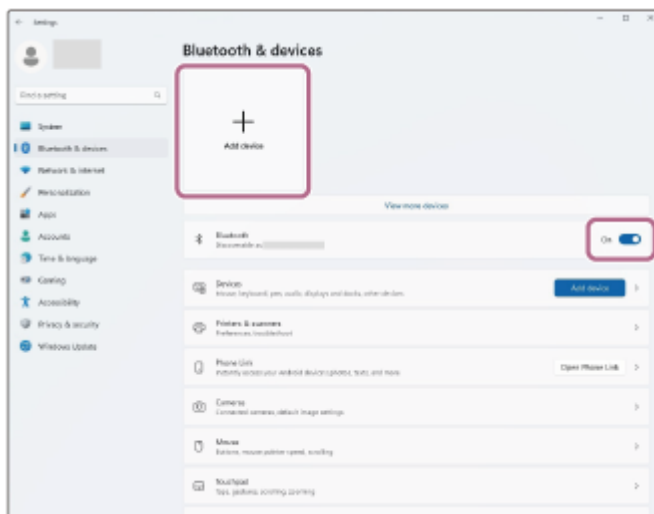 Settings
Bluetooth & devices
Find a setting
System
Bluetooth & devices
Network & internet
Personalization
Apps
Accounts
Time & language
Gaming
Accessibility
Privacy & security
Windows Update
Add device
View more devices
Bluetooth
Discoverable as
On
Devices
Mouse, keyboard, pen, audio, displays and docks, other devices
Add device
Printers & scanners
Preferences, troubleshoot
Phone Link
Instantly access your Android device's photos, texts, and more
Open Phone Link
Cameras
Connected cameras, default image settings
Mouse
Buttons, mouse pointer speed, scrolling
Touchpad
Taps, gestures, scrolling, zooming